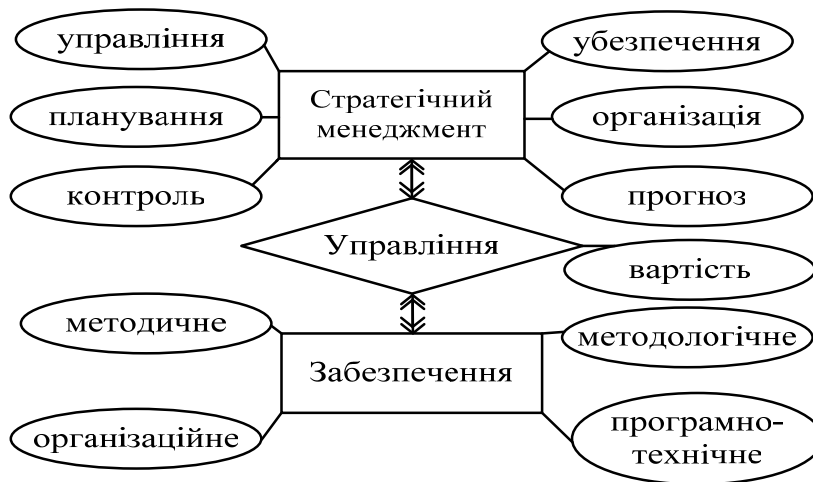 управління
убезпечення
Стратегічний
менеджмент
планування
організація
контроль
прогноз
Управління
вартість
методичне
методологічне
Забезпечення
організаційне
програмно-
технічне